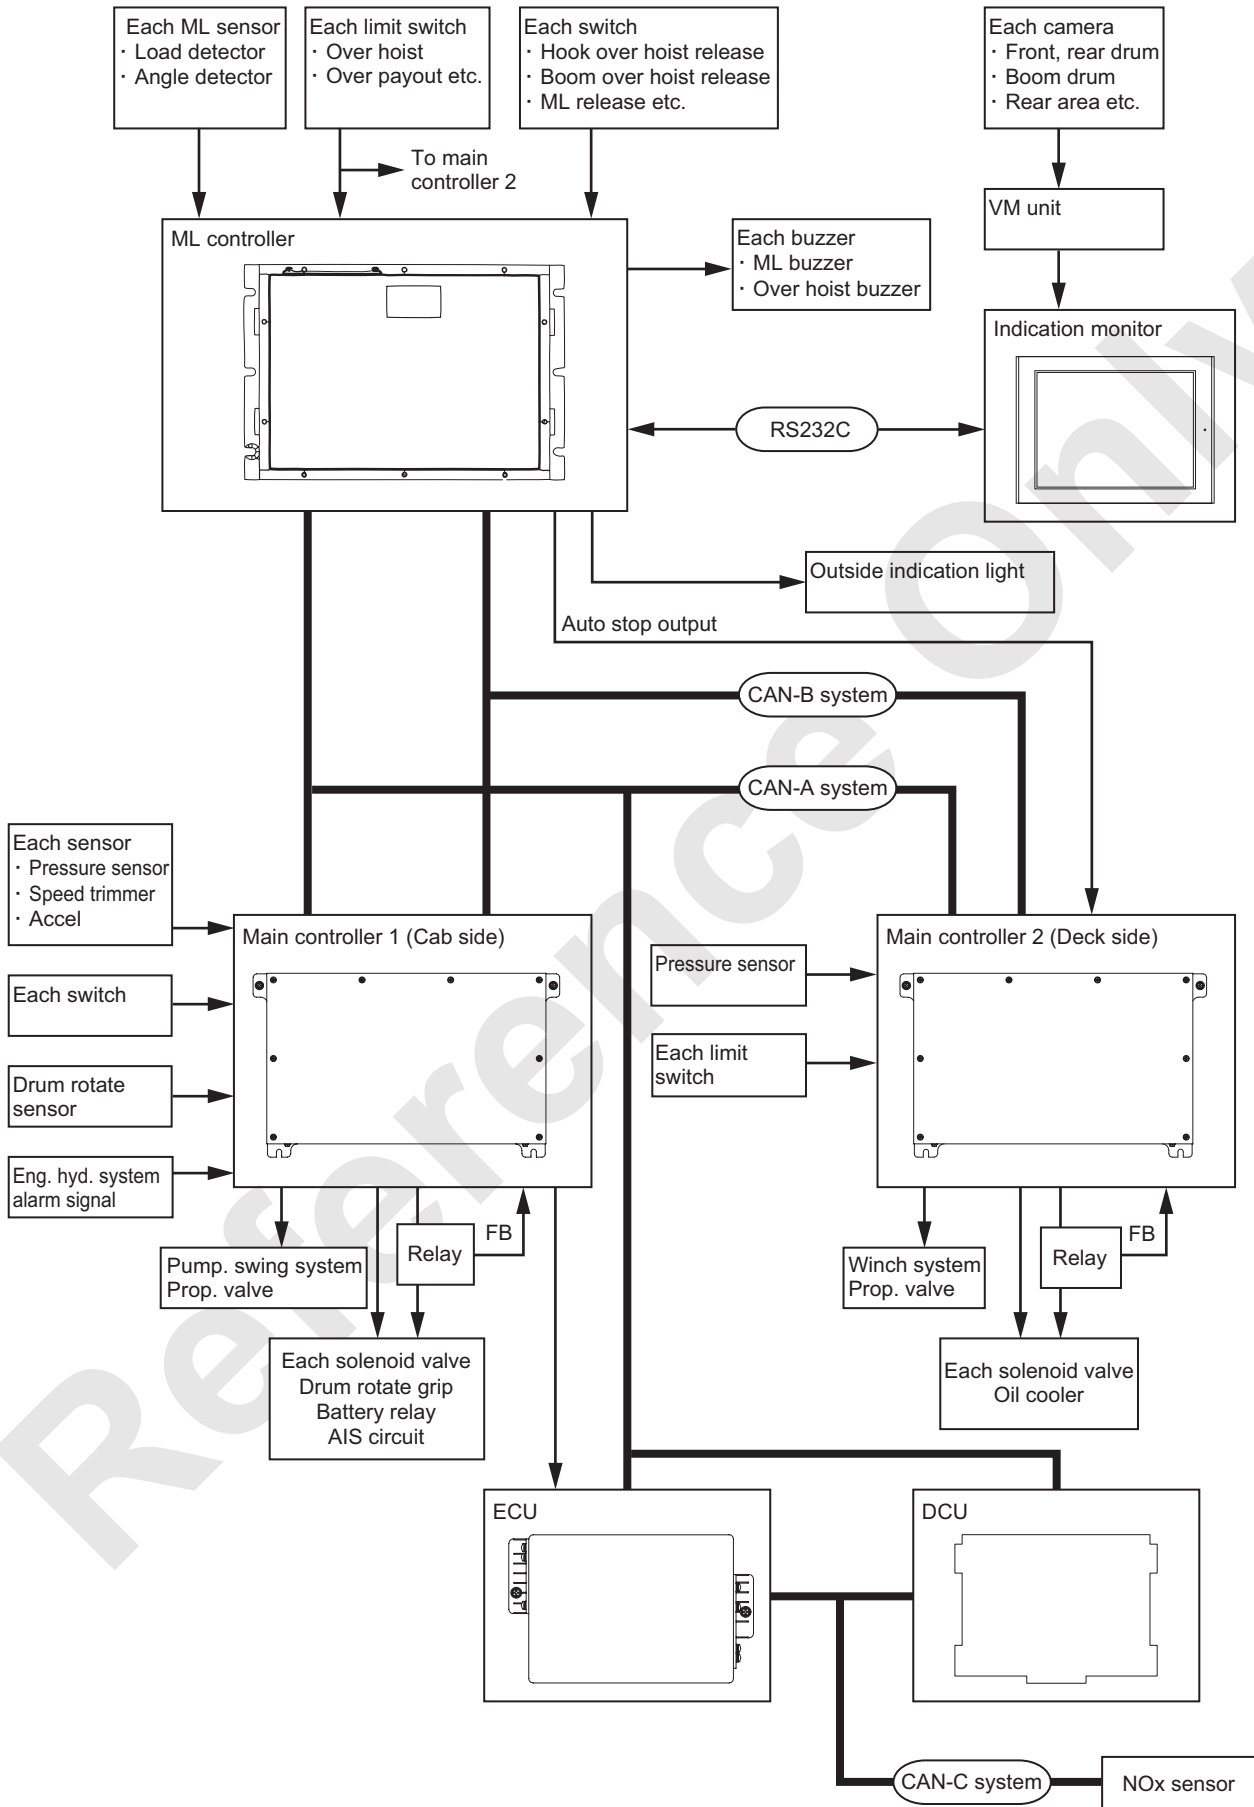 Each ML sensor
· Load detector
· Angle detector
Each limit switch
· Over hoist
· Over payout etc.
Each switch
· Hook over hoist release
· Boom over hoist release
· ML release etc.
Each camera
· Front, rear drum
· Boom drum
· Rear area etc.
To main
controller 2
VM unit
ML controller
Each buzzer
· ML buzzer
· Over hoist buzzer
Indication monitor
RS232C
Outside indication light
Auto stop output
CAN-B system
CAN-A system
Each sensor
· Pressure sensor
· Speed trimmer
· Accel
Main controller 1 (Cab side)
Main controller 2 (Deck side)
Pressure sensor
Each switch
Each limit
switch
Drum rotate
sensor
Eng. hyd. system
alarm signal
FB
Relay
Pump. swing system
Prop. valve
FB
Relay
Winch system
Prop. valve
Each solenoid valve
Drum rotate grip
Battery relay
AIS circuit
Each solenoid valve
Oil cooler
ECU
DCU
CAN-C system
NOx sensor
Reference Only